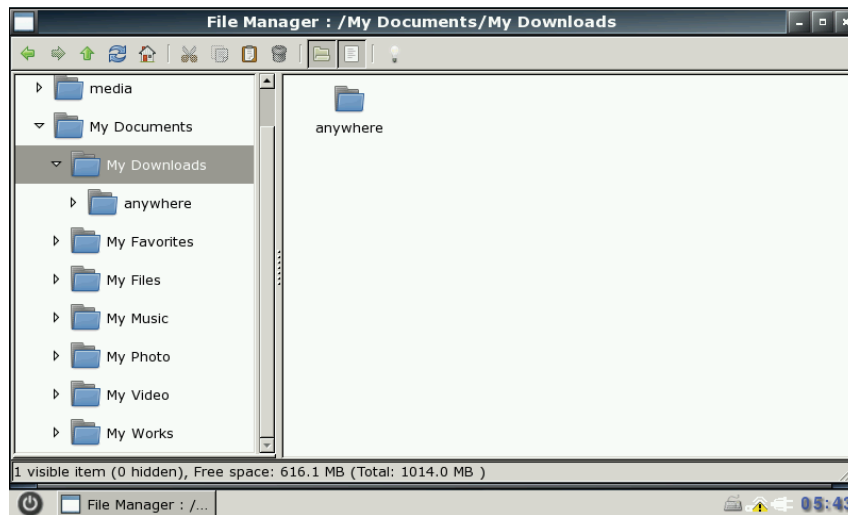 File Manager : /My Documents/My Downloads
media
My Documents
My Downloads
anywhere
My Favorites
My Files
My Music
My Photo
My Video
My Works
anywhere
1 visible item (0 hidden), Free space: 616.1 MB (Total: 1014.0 MB )
File Manager : /...
05:43